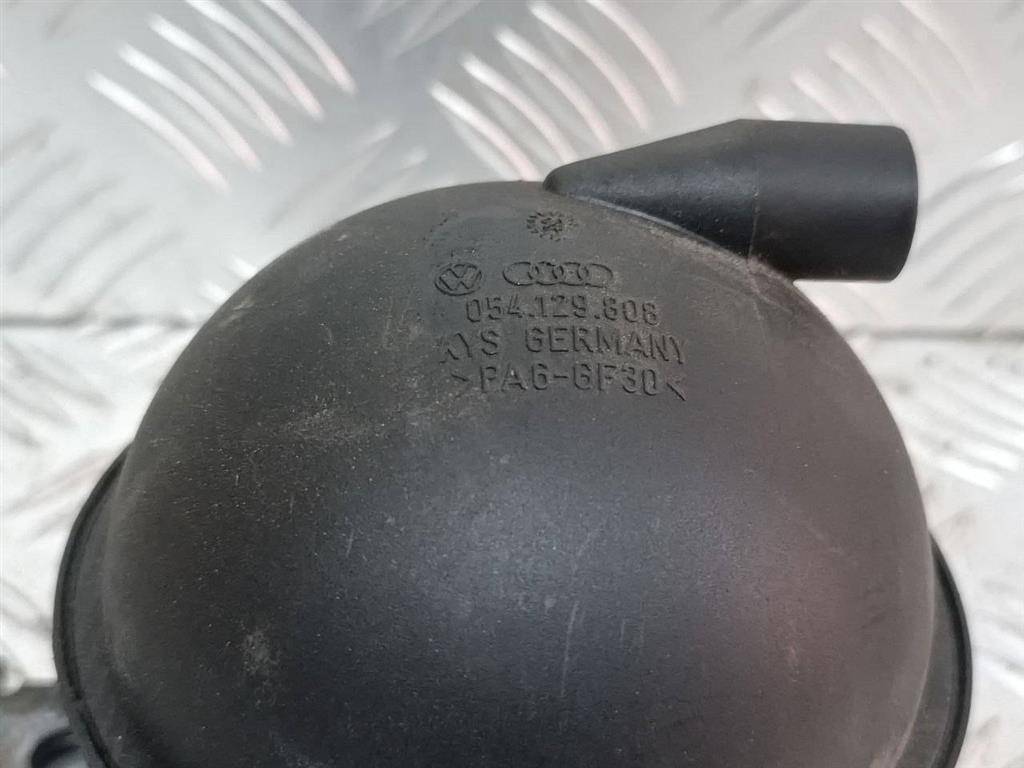 054.129.808
KYS GERMANY
>PA6-GF30<